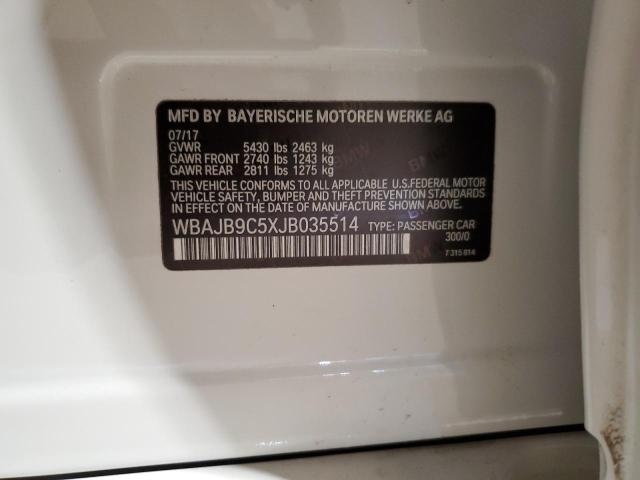 MFD BY BAYERISCHE MOTOREN WERKE AG
07/17
GVWR 5430 lbs 2463 kg
GAWR FRONT 2740 lbs 1243 kg
GAWR REAR 2811 lbs 1275 kg
THIS VEHICLE CONFORMS TO ALL APPLICABLE U.S.FEDERAL MOTOR
VEHICLE SAFETY, BUMPER AND THEFT PREVENTION STANDARDS
IN EFFECT ON THE DATE OF MANUFACTURE SHOWN ABOVE.
WBAJB9C5XJB035514 TYPE: PASSENGER CAR
300/0
7 315 814